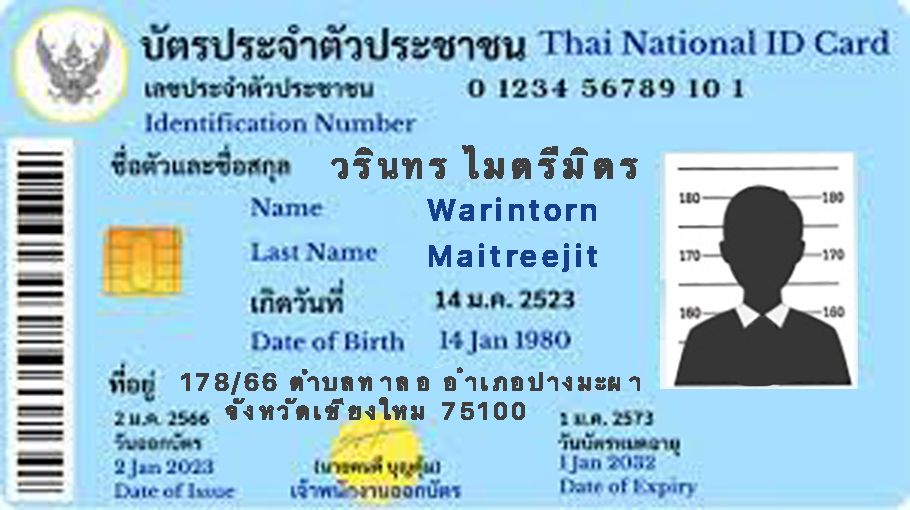 บัตรประจำตัวประชาชน Thai National ID Card
เลขประจำตัวประชาชน 0 1234 56789 10 1
Identification Number
ชื่อตัวและชื่อสกุล วรินทร ไมตรีมิตร
Name Warintorn
Last Name Maitreejit
180 180
170 170
160 160
เกิดวันที่ 14 ม.ค. 2523
Date of Birth 14 Jan 1980
ที่อยู่ 178/66 ตำบลทาลอ อำเภอปางมะผา
จังหวัดเชียงใหม 75100
2 ม.ค. 2566
วันออกบัตร
2 Jan 2023
Date of Issue
(นายคนดี บุญคุ้ม)
เจ้าพนักงานออกบัตร
1 ม.ค. 2573
วันบัตรหมดอายุ
1 Jan 2032
Date of Expiry